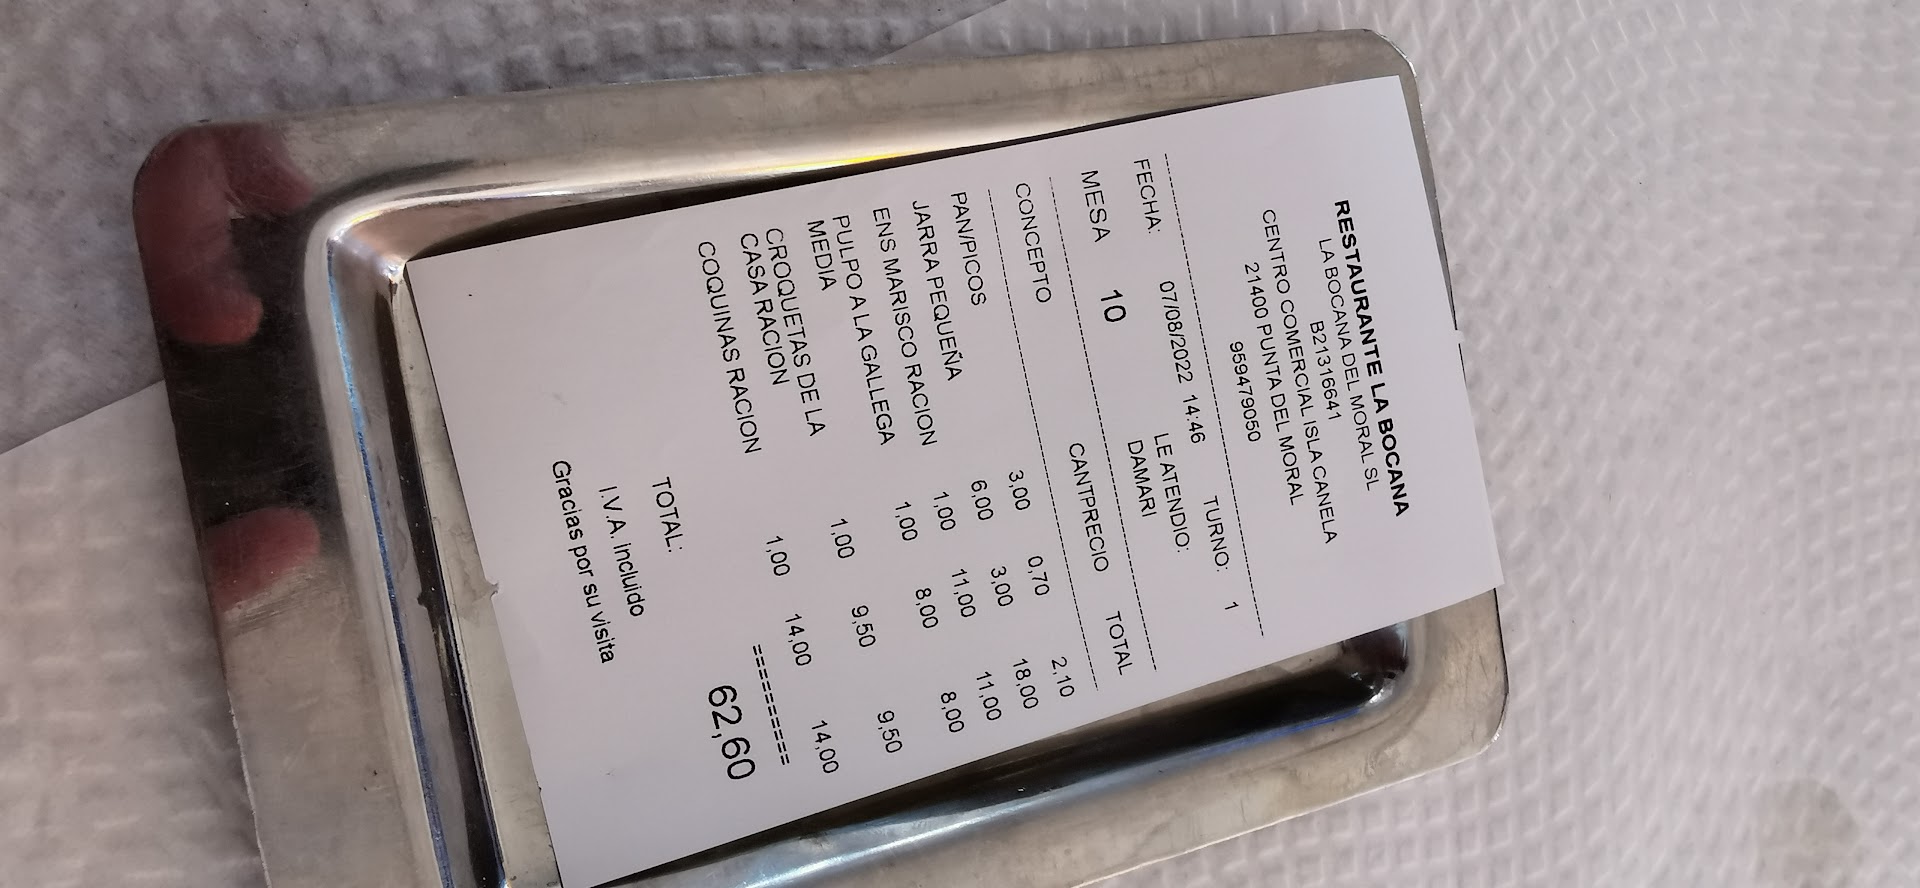 RESTAURANTE LA BOCANA
LA BOCANA DEL MORAL SL
B21316641
CENTRO COMERCIAL ISLA CANELA
21400 PUNTA DEL MORAL
959479050
TURNO: 1
FECHA: 07/08/2022 14:46 LE ATENDIO:
MESA 10 DAMARI
CONCEPTO CANTPRECIO TOTAL
PAN/PICOS 3,00 0,70 2,10
JARRA PEQUEÑA 6,00 3,00 18,00
ENS MARISCO RACION 1,00 11,00 11,00
PULPO A LA GALLEGA 1,00 8,00 8,00
MEDIA
CROQUETAS DE LA 1,00 9,50 9,50
CASA RACION
COQUINAS RACION 1,00 14,00 14,00
==========
TOTAL: 62,60
I.V.A. incluido
Gracias por su visita